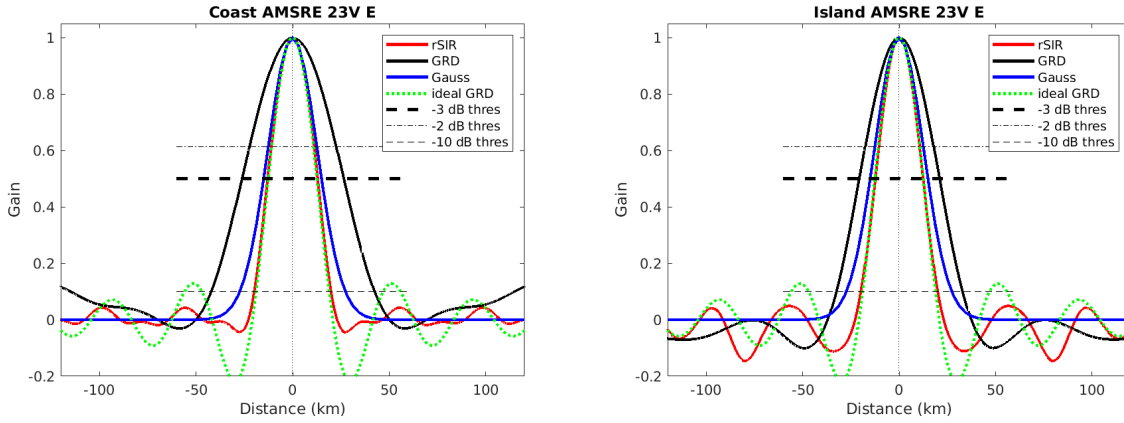 Coast AMSRE 23V E
1
0.8
0.6
0.4
0.2
0
-0.2
Gain
rSIR
GRD
Gauss
ideal GRD
-3 dB thres
-2 dB thres
-10 dB thres
-100
-50
0
50
100
Distance (km)
Island AMSRE 23V E
1
0.8
0.6
0.4
0.2
0
-0.2
Gain
rSIR
GRD
Gauss
ideal GRD
-3 dB thres
-2 dB thres
-10 dB thres
-100
-50
0
50
100
Distance (km)